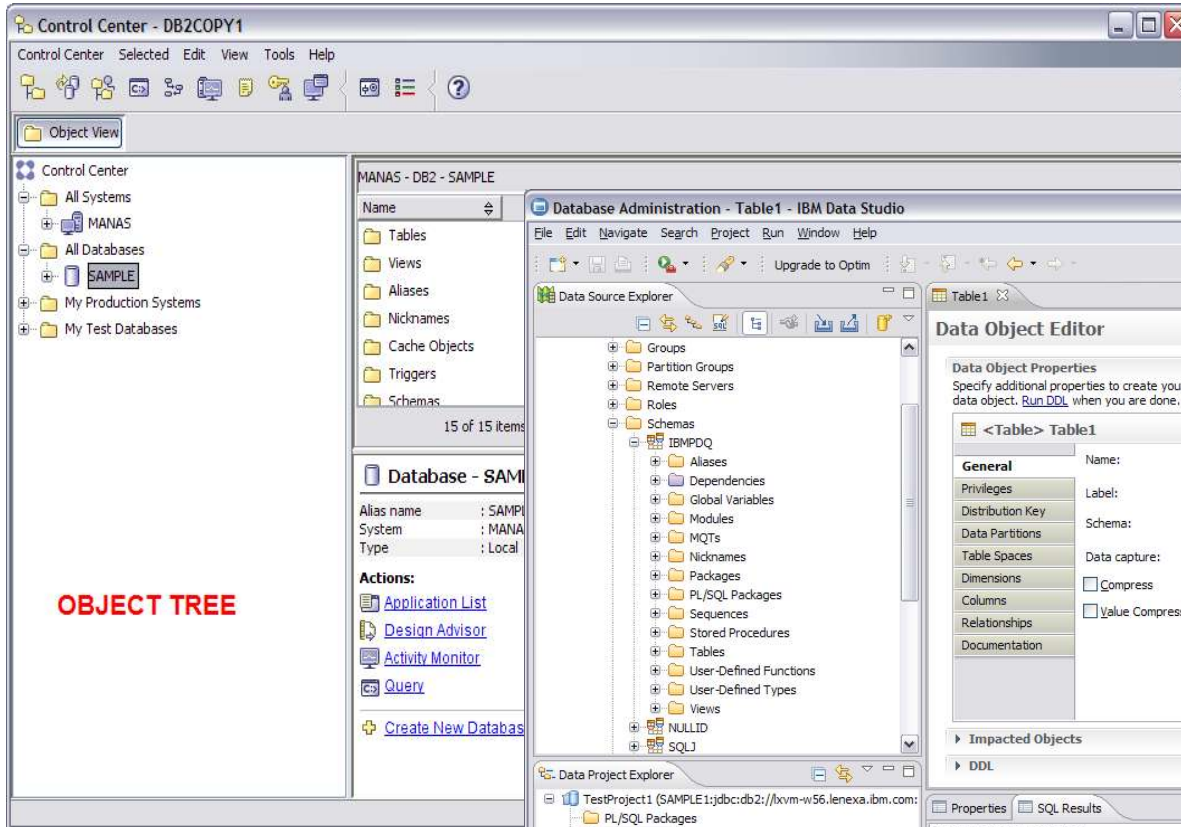 Control Center - DB2COPY1
Control Center Selected Edit View Tools Help
Object View
Control Center
All Systems
MANAS
All Databases
SAMPLE
My Production Systems
My Test Databases
OBJECT TREE
MANAS - DB2 - SAMPLE
Name
Tables
Views
Aliases
Nicknames
Cache Objects
Triggers
Schemas
15 of 15 items
Database - SAM
Alias name : SAMPL
System : MANA
Type : Local
Actions:
Application List
Design Advisor
Activity Monitor
Query
Create New Databas
Database Administration - Table1 - IBM Data Studio
File Edit Navigate Search Project Run Window Help
Upgrade to Optim
Data Source Explorer
SQL
Groups
Partition Groups
Remote Servers
Roles
Schemas
IBMPDQ
Aliases
Dependencies
Global Variables
Modules
MQTs
Nicknames
Packages
PL/SQL Packages
Sequences
Stored Procedures
Tables
User-Defined Functions
User-Defined Types
Views
NULLID
SQLJ
Data Project Explorer
TestProject1 (SAMPLE1:jdbc:db2://lxvm-w56.lenexa.ibm.com:
PL/SQL Packages
Table1
Data Object Editor
Data Object Properties
Specify additional properties to create you
data object. Run DDL when you are done.
<Table> Table1
General
Privileges
Distribution Key
Data Partitions
Table Spaces
Dimensions
Columns
Relationships
Documentation
Name:
Label:
Schema:
Data capture:
Compress
Value Compress
Impacted Objects
DDL
Properties SQL Results